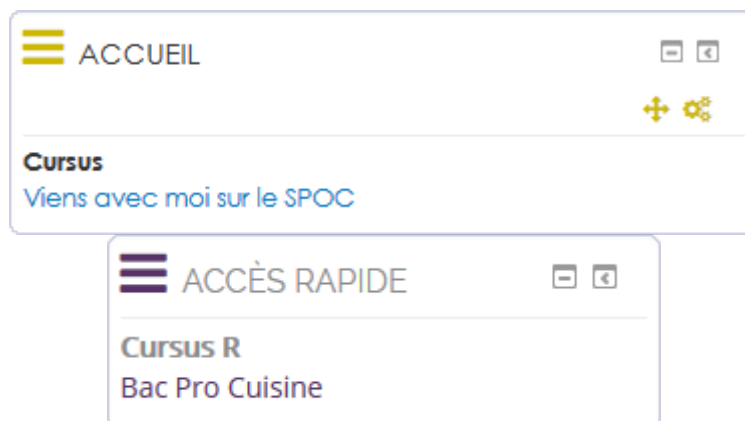 ACCUEIL
Cursus
Viens avec moi sur le SPOC
ACCÈS RAPIDE
Cursus R
Bac Pro Cuisine